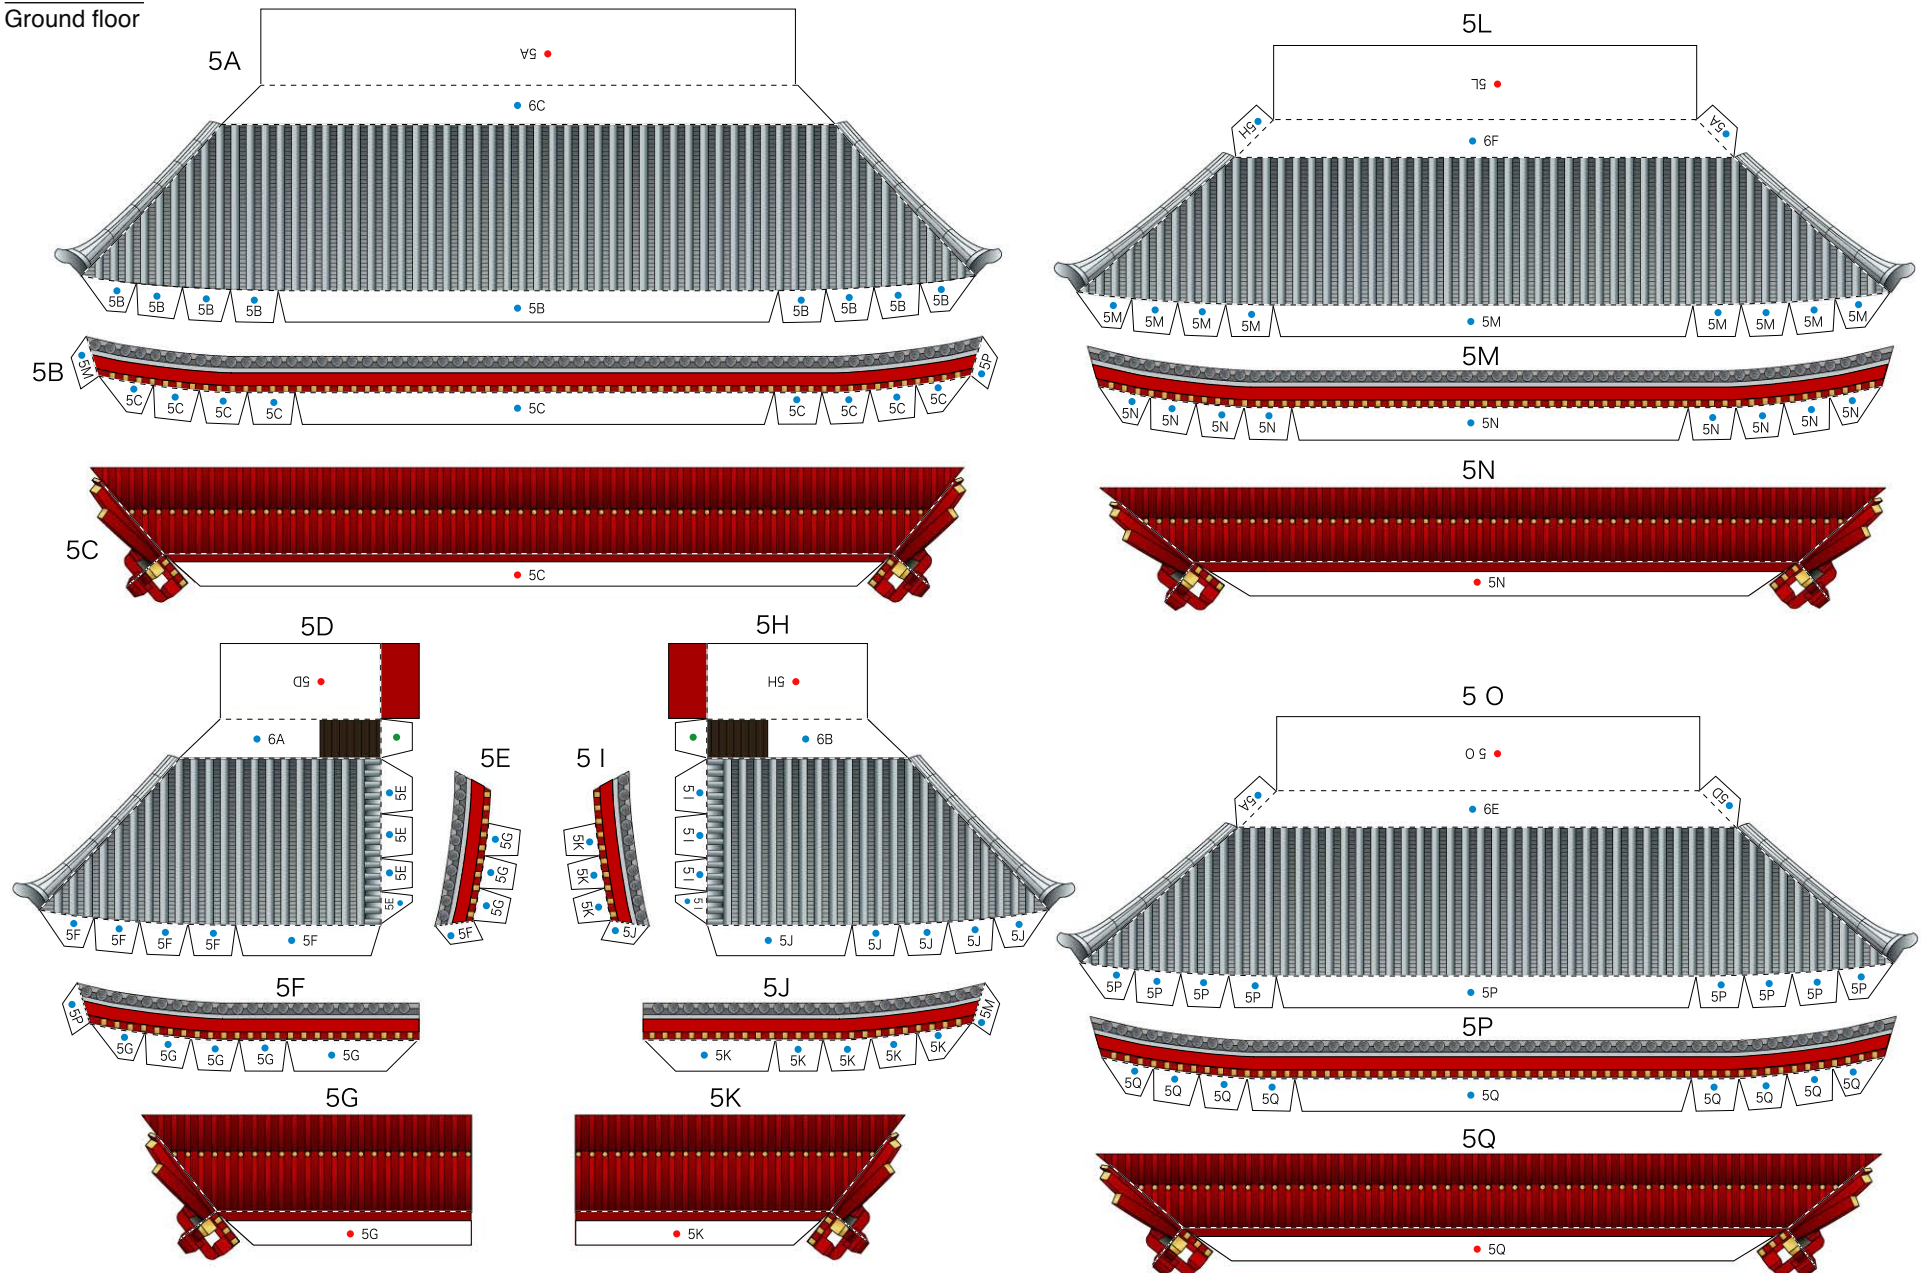 Ground floor
5A
5A
6C
5B 5B 5B 5B 5B 5B 5B 5B 5B
5B
5M 5P
5C 5C 5C 5C 5C 5C 5C 5C 5C
5C
5C
5D
5D
6A
5E
5E
5E
5E
5F 5F 5F 5F 5F
5E
5G
5G
5G
5F
5F
5P
5G 5G 5G 5G 5G
5G
5G
5H
5H
6B
5I
5I
5I
5I
5J 5J 5J 5J 5J
5I
5K
5K
5K
5J
5J
5M
5K 5K 5K 5K 5K
5K
5K
5L
5L
5H 5A
6F
5M 5M 5M 5M 5M 5M 5M 5M 5M
5M
5N 5N 5N 5N 5N 5N 5N 5N 5N
5N
5N
5 O
5 O
5A 5D
6E
5P 5P 5P 5P 5P 5P 5P 5P 5P
5P
5Q 5Q 5Q 5Q 5Q 5Q 5Q 5Q 5Q
5Q
5Q